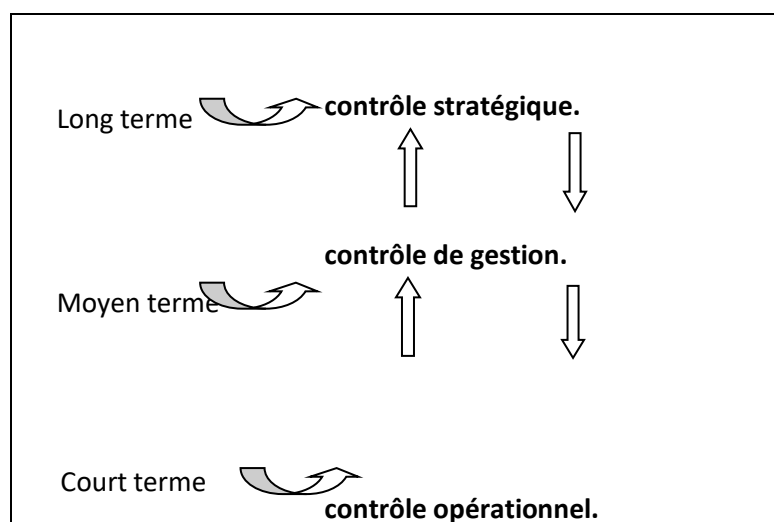 Long terme
contrôle stratégique.
contrôle de gestion.
Moyen terme
Court terme
contrôle opérationnel.